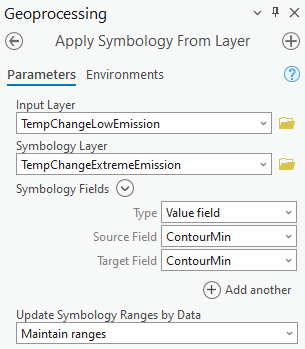 Geoprocessing
Apply Symbology From Layer
Parameters Environments
Input Layer
TempChangeLowEmission
Symbology Layer
TempChangeExtremeEmission
Symbology Fields
Type Value field
Source Field ContourMin
Target Field ContourMin
Add another
Update Symbology Ranges by Data
Maintain ranges